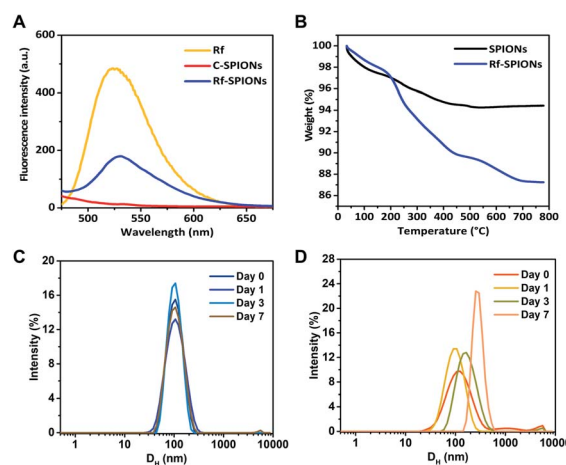 A
Fluorescence intensity (a.u.)
600
400
200
0
500
550
600
650
Wavelength (nm)
Rf
C-SPIONs
Rf-SPIONs
B
Weight (%)
100
98
96
94
92
90
88
86
0
100
200
300
400
500
600
700
800
Temperature (°C)
SPIONs
Rf-SPIONs
C
Intensity (%)
20
16
12
8
4
0
1
10
100
1000
10000
DH (nm)
Day 0
Day 1
Day 3
Day 7
D
Intensity (%)
28
24
20
16
12
8
4
0
1
10
100
1000
10000
DH (nm)
Day 0
Day 1
Day 3
Day 7